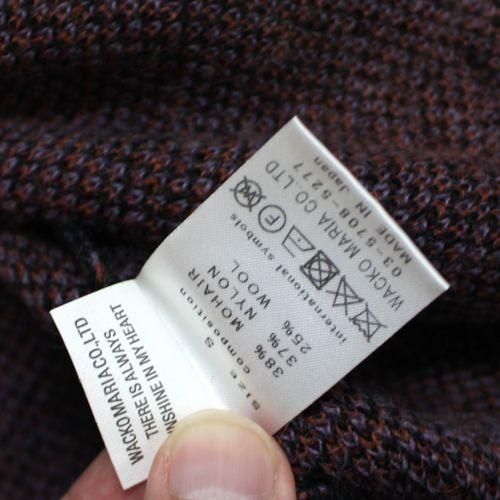 SIZE S
composition
MOHAIR 38%
NYLON 37%
WOOL 25%
international symbols
F
WACKO MARIA CO.,LTD
03-5708-5277
MADE IN Japan
WACKOMARIACO.,LTD
THERE IS ALWAYS
NSHINE IN MY HEART